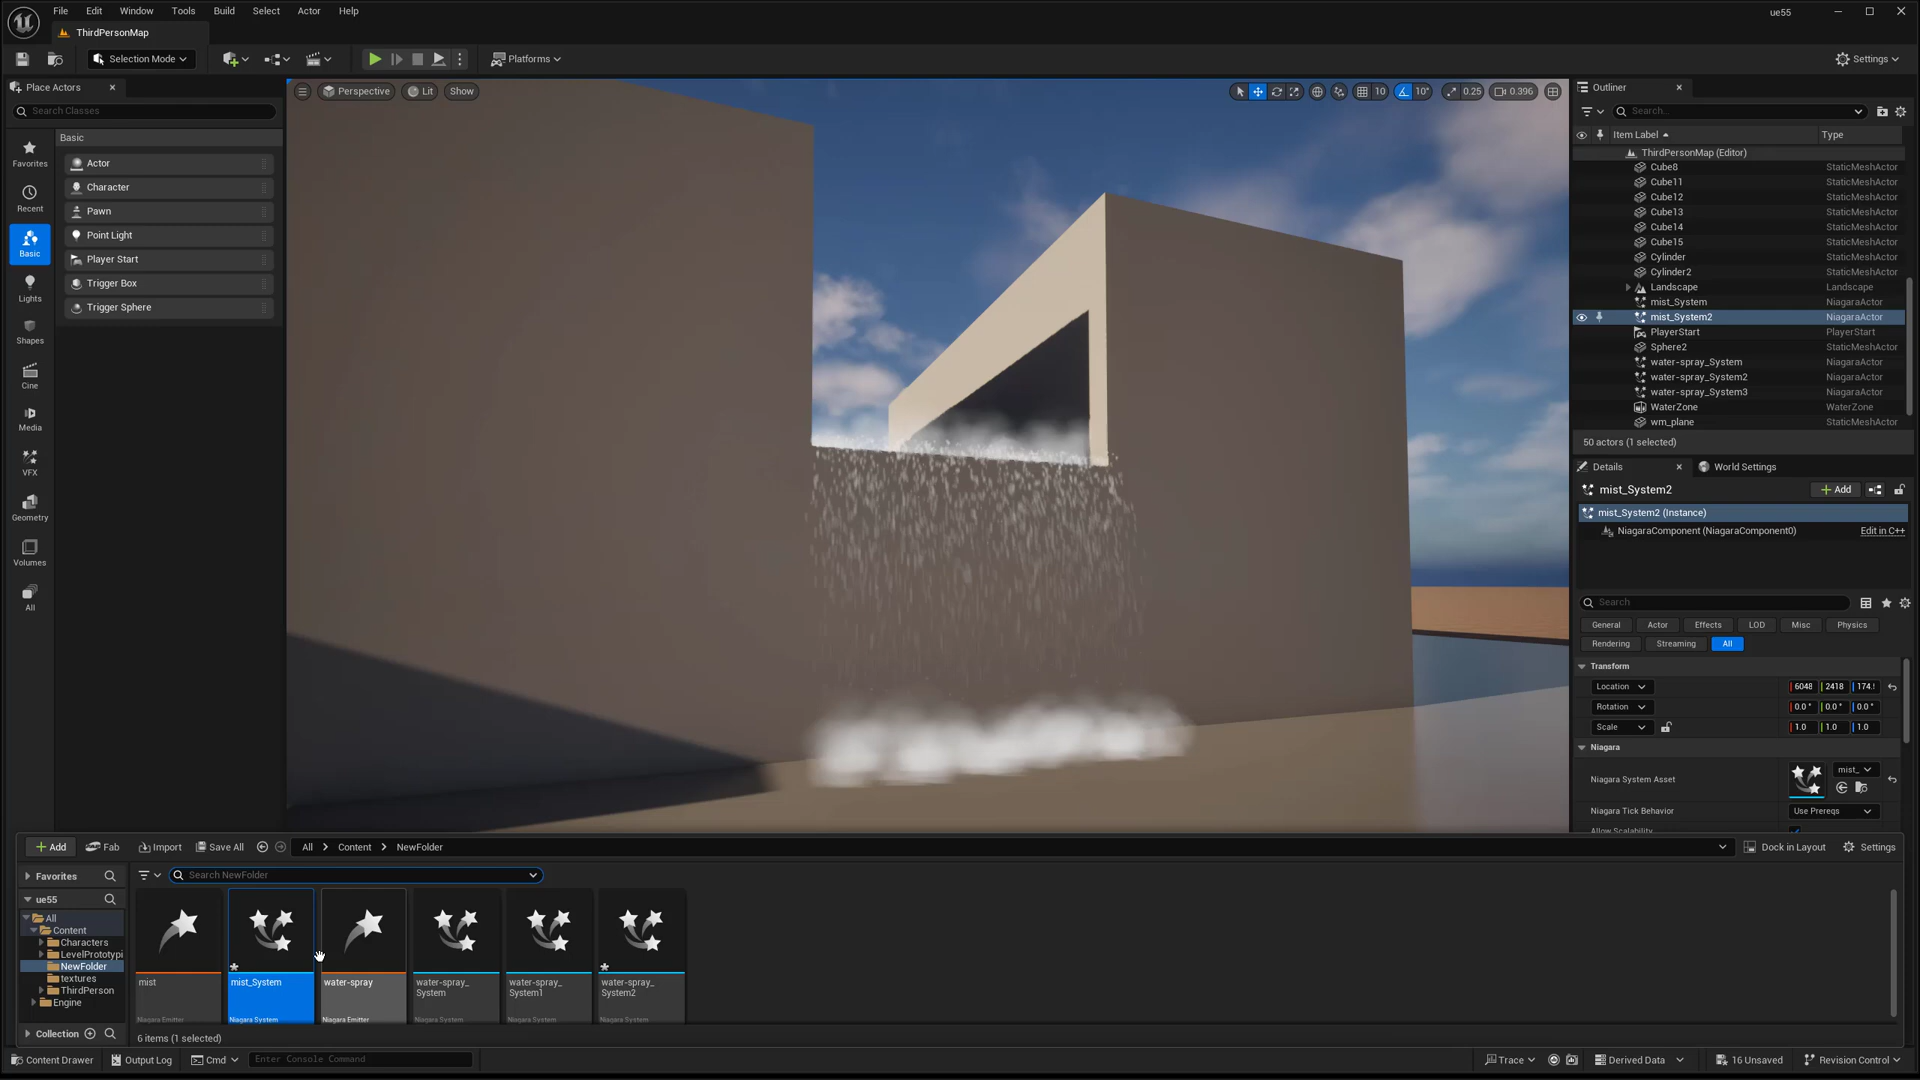 File Edit Window Tools Build Select Actor Help
ue55
ThirdPersonMap
Selection Mode
Platforms
Settings
Place Actors
Search Classes
Favorites
Recent
Basic
Lights
Shapes
Cine
Media
VFX
Geometry
Volumes
All
Basic
Actor
Character
Pawn
Point Light
Player Start
Trigger Box
Trigger Sphere
Perspective Lit Show
10 10° 0.25 0.396
Outliner
Search...
Item Label Type
ThirdPersonMap (Editor)
Cube8 StaticMeshActor
Cube11 StaticMeshActor
Cube12 StaticMeshActor
Cube13 StaticMeshActor
Cube14 StaticMeshActor
Cube15 StaticMeshActor
Cylinder StaticMeshActor
Cylinder2 StaticMeshActor
Landscape Landscape
mist_System NiagaraActor
mist_System2 NiagaraActor
PlayerStart PlayerStart
Sphere2 StaticMeshActor
water-spray_System NiagaraActor
water-spray_System2 NiagaraActor
water-spray_System3 NiagaraActor
WaterZone WaterZone
wm_plane StaticMeshActor
50 actors (1 selected)
Details World Settings
mist_System2
Add
mist_System2 (Instance)
NiagaraComponent (NiagaraComponent0) Edit in C++
Search
General Actor Effects LOD Misc Physics
Rendering Streaming All
Transform
Location 6048 2418 174.
Rotation 0.0° 0.0° 0.0°
Scale 1.0 1.0 1.0
Niagara
Niagara System Asset mist_
Niagara Tick Behavior Use Prereqs
Allow Scalability
Add Fab Import Save All All Content NewFolder Dock in Layout Settings
Favorites
Search NewFolder
ue55
All
Content
Characters
LevelPrototypi
NewFolder
textures
ThirdPerson
Engine
Collection
mist
Niagara Emitter
mist_System
Niagara System
water-spray
Niagara Emitter
water-spray_
System
Niagara System
water-spray_
System1
Niagara System
water-spray_
System2
Niagara System
6 items (1 selected)
Content Drawer Output Log Cmd Enter Console Command Trace Derived Data 16 Unsaved Revision Control